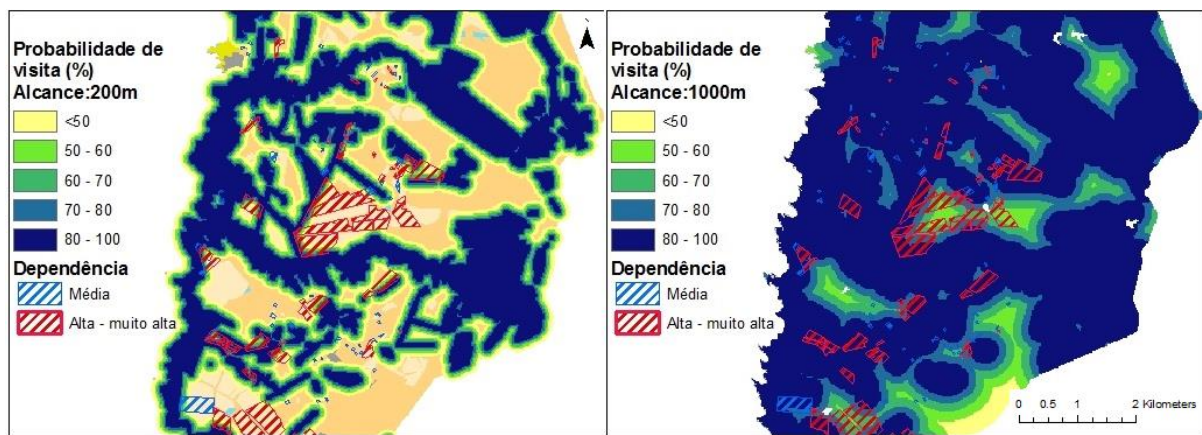 Probabilidade de
visita (%)
Alcance:200m
<50
50 - 60
60 - 70
70 - 80
80 - 100
Dependência
Média
Alta - muito alta
Probabilidade de
visita (%)
Alcance:1000m
<50
50 - 60
60 - 70
70 - 80
80 - 100
Dependência
Média
Alta - muito alta
0 0.5 1 2 Kilometers